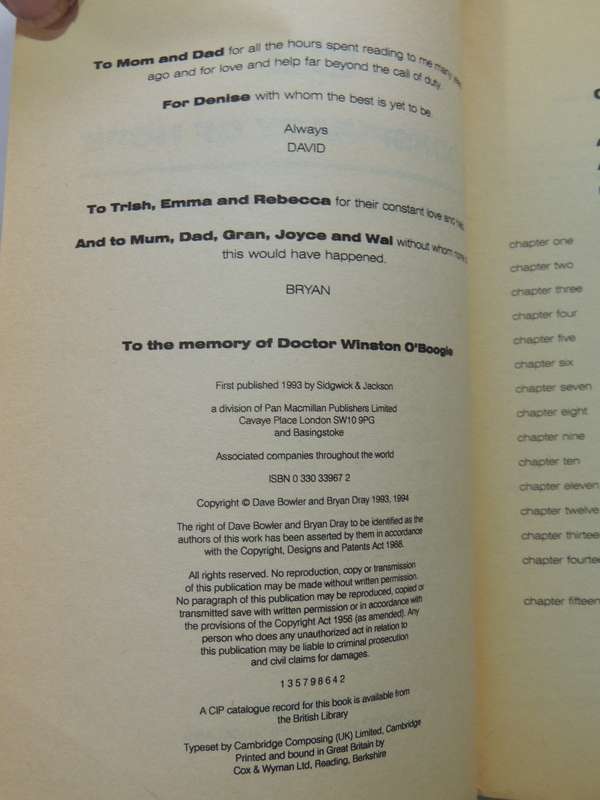 To Mom and Dad for all the hours spent reading to me many
ago and for love and help far beyond the call of duty.
For Denise with whom the best is yet to be.
Always
DAVID
To Trish, Emma and Rebecca for their constant love and
And to Mum, Dad, Gran, Joyce and Wal without whom none
this would have happened.
BRYAN
To the memory of Doctor Winston O'Boogie
First published 1993 by Sidgwick & Jackson
a division of Pan Macmillan Publishers Limited
Cavaye Place London SW10 9PG
and Basingstoke
Associated companies throughout the world
ISBN 0 330 33967 2
Copyright © Dave Bowler and Bryan Dray 1993, 1994
The right of Dave Bowler and Bryan Dray to be identified as the
authors of this work has been asserted by them in accordance
with the Copyright, Designs and Patents Act 1988.
All rights reserved. No reproduction, copy or transmission
of this publication may be made without written permission.
No paragraph of this publication may be reproduced, copied or
transmitted save with written permission or in accordance with
the provisions of the Copyright Act 1956 (as amended). Any
person who does any unauthorized act in relation to
this publication may be liable to criminal prosecution
and civil claims for damages.
1 3 5 7 9 8 6 4 2
A CIP catalogue record for this book is available from
the British Library
Typeset by Cambridge Composing (UK) Limited, Cambridge
Printed and bound in Great Britain by
Cox & Wyman Ltd, Reading, Berkshire
chapter one
chapter two
chapter three
chapter four
chapter five
chapter six
chapter seven
chapter eight
chapter nine
chapter ten
chapter eleven
chapter twelve
chapter thirtee
chapter fourtee
chapter fifteen